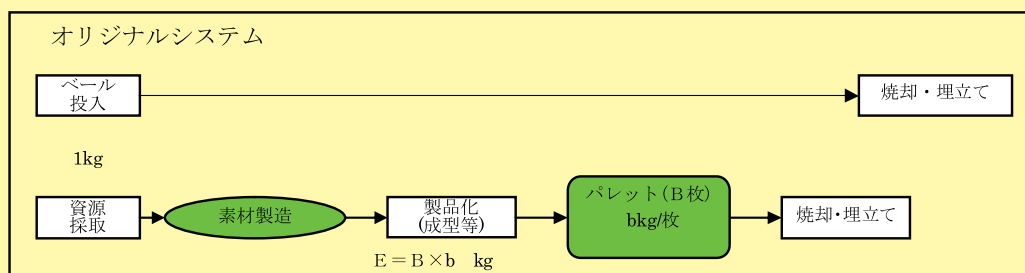 オリジナルシステム
ベール
投入
焼却・埋立て
1kg
資源
採取
素材製造
製品化
(成型等)
パレット(B枚)
bkg/枚
焼却・埋立て
E＝B×b kg